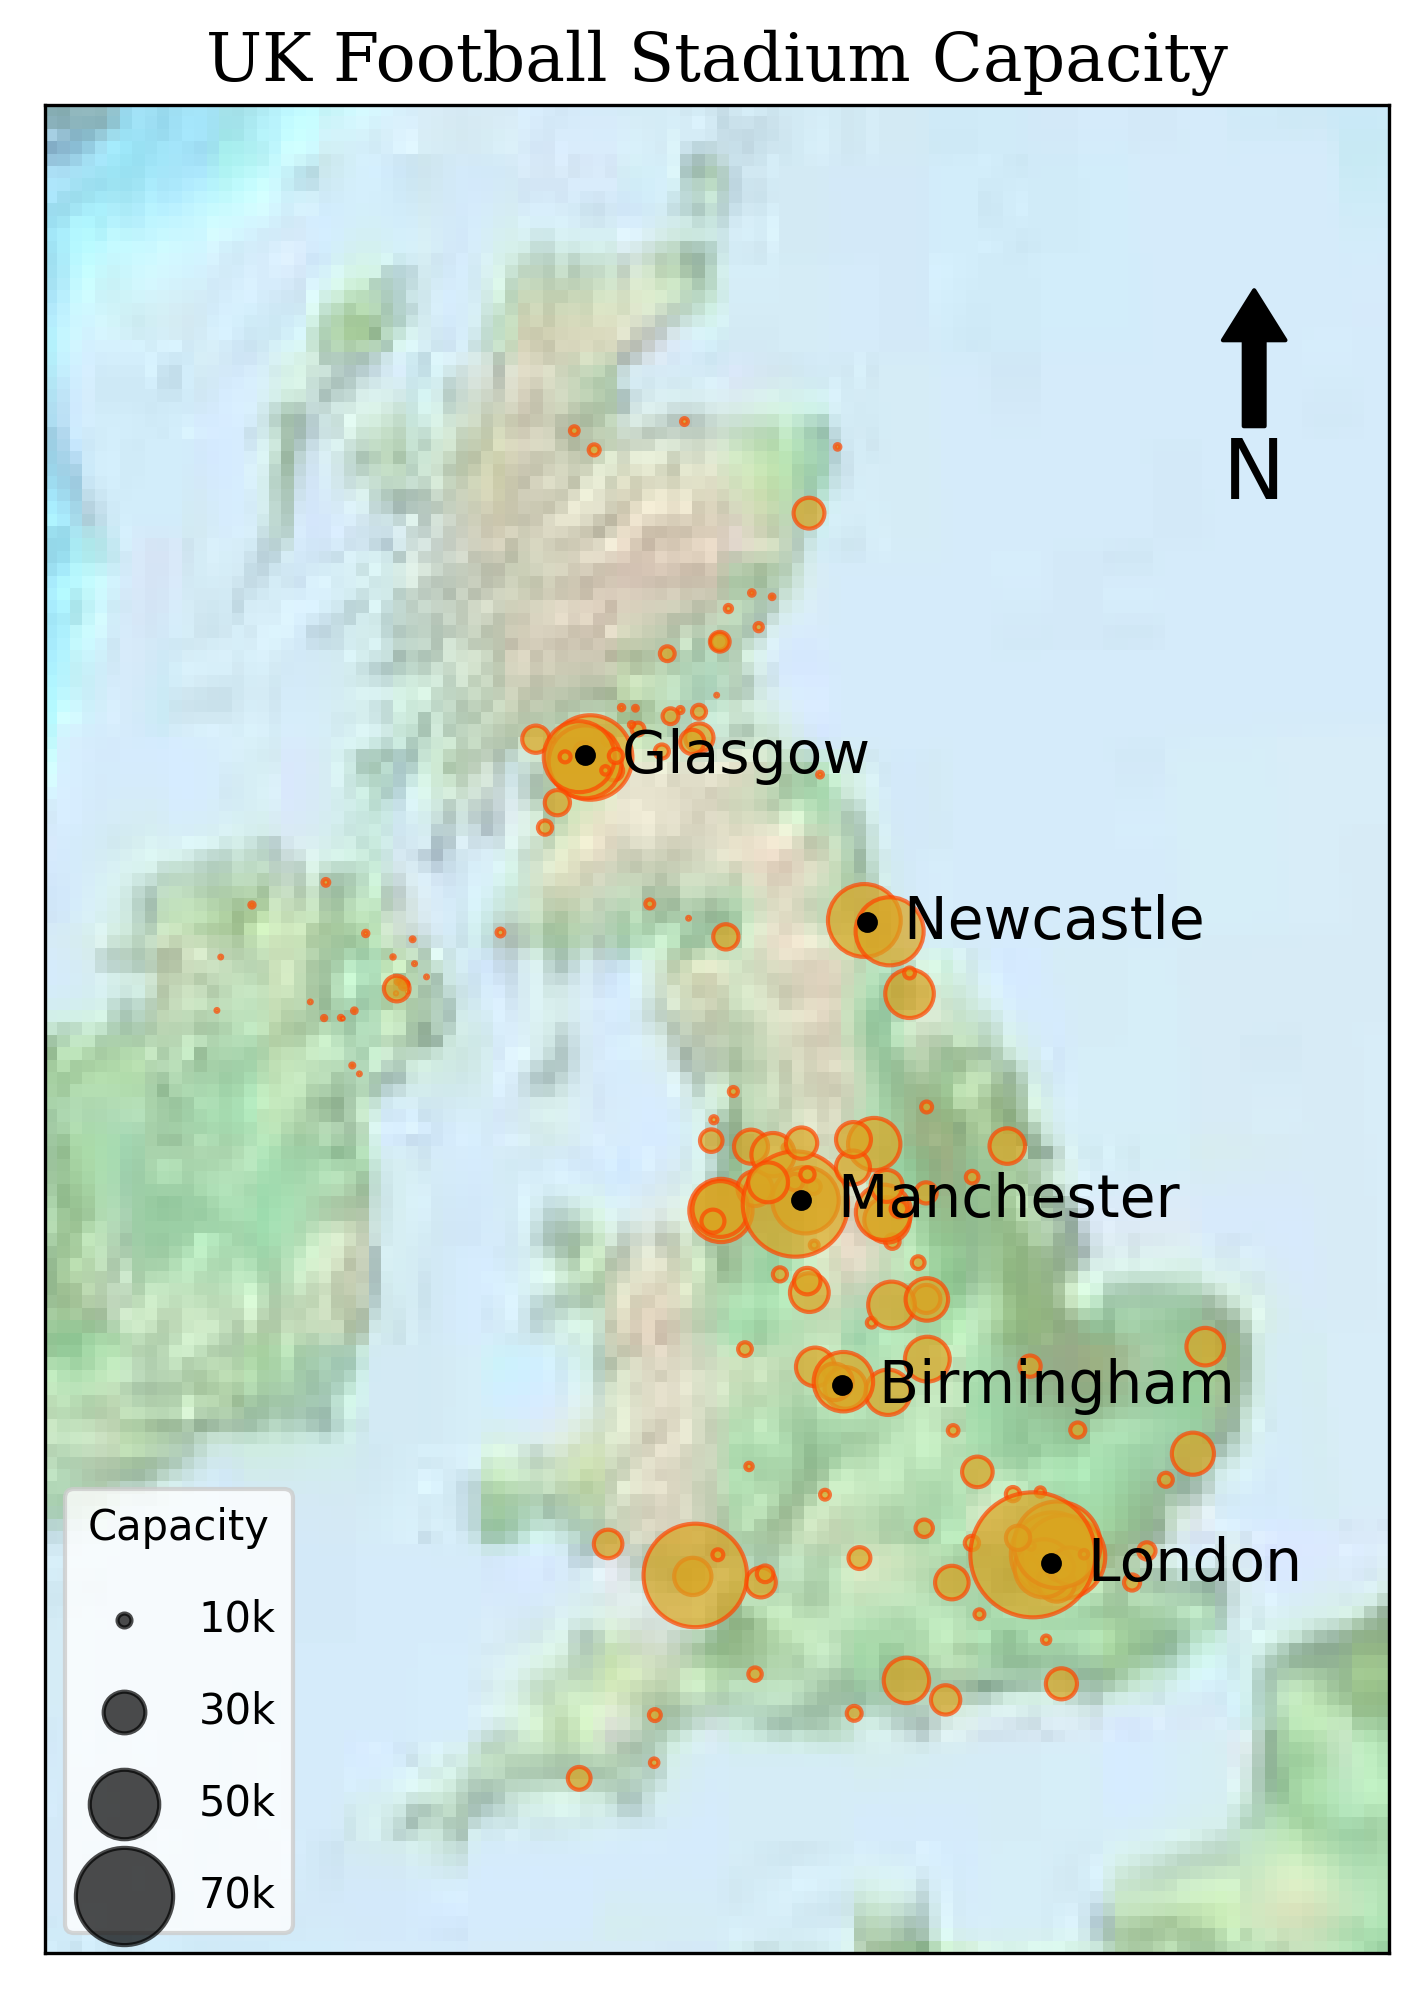 UK Football Stadium Capacity
N
Glasgow
Newcastle
Manchester
Birmingham
London
Capacity
10k
30k
50k
70k